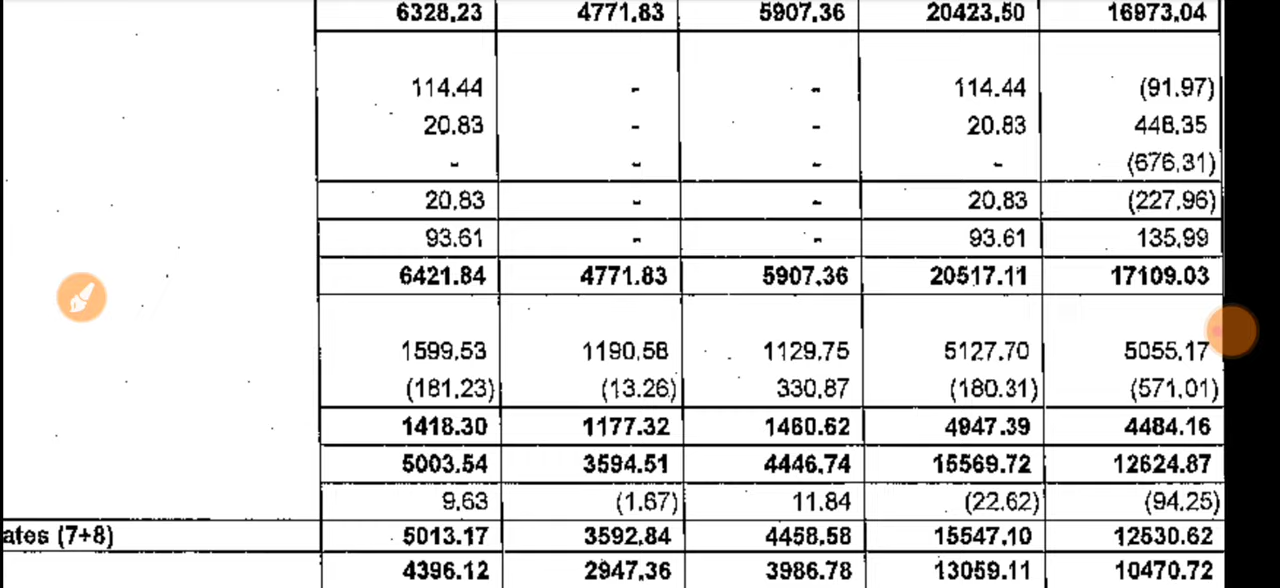 6328.23 4771.83 5907.36 20423.50 16973.04
114.44 - - 114.44 (91.97)
20.83 - - 20.83 448.35
- - - - (676.31)
20.83 - - 20.83 (227.96)
93.61 - - 93.61 135.99
6421.84 4771.83 5907.36 20517.11 17109.03
1599.53 1190.58 1129.75 5127.70 5055.17
(181.23) (13.26) 330.87 (180.31) (571.01)
1418.30 1177.32 1460.62 4947.39 4484.16
5003.54 3594.51 4446.74 15569.72 12624.87
9.63 (1.67) 11.84 (22.62) (94.25)
ates (7+8) 5013.17 3592.84 4458.58 15547.10 12530.62
4396.12 2947.36 3986.78 13059.11 10470.72